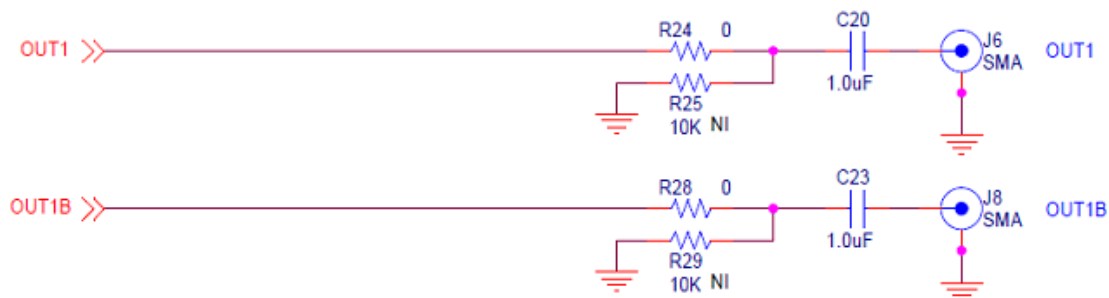 R24 0 C20
OUT1 J6 OUT1
SMA
R25 1.0uF
10K NI
R28 0 C23
OUT1B J8 OUT1B
SMA
R29 1.0uF
10K NI